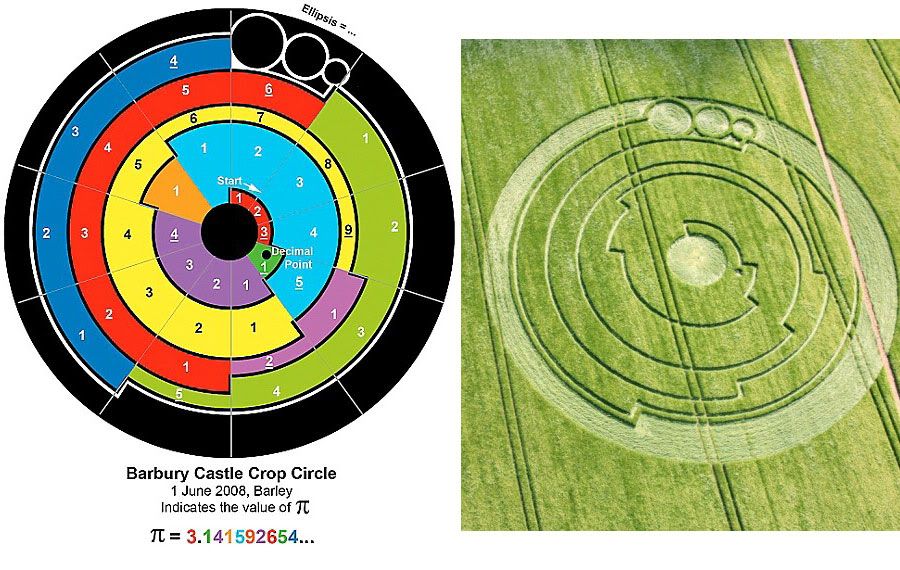 Ellipsis = ...
4
5 6
6 7
3 1
4 1 2
5 8
Start 3
1 1
2
2 3 4 4 3 4 9 2
Decimal
3 1 Point
2 1 5
3
2 1
1 2 1 3
1 2
5 4
Barbury Castle Crop Circle
1 June 2008, Barley
Indicates the value of π
π = 3.141592654...